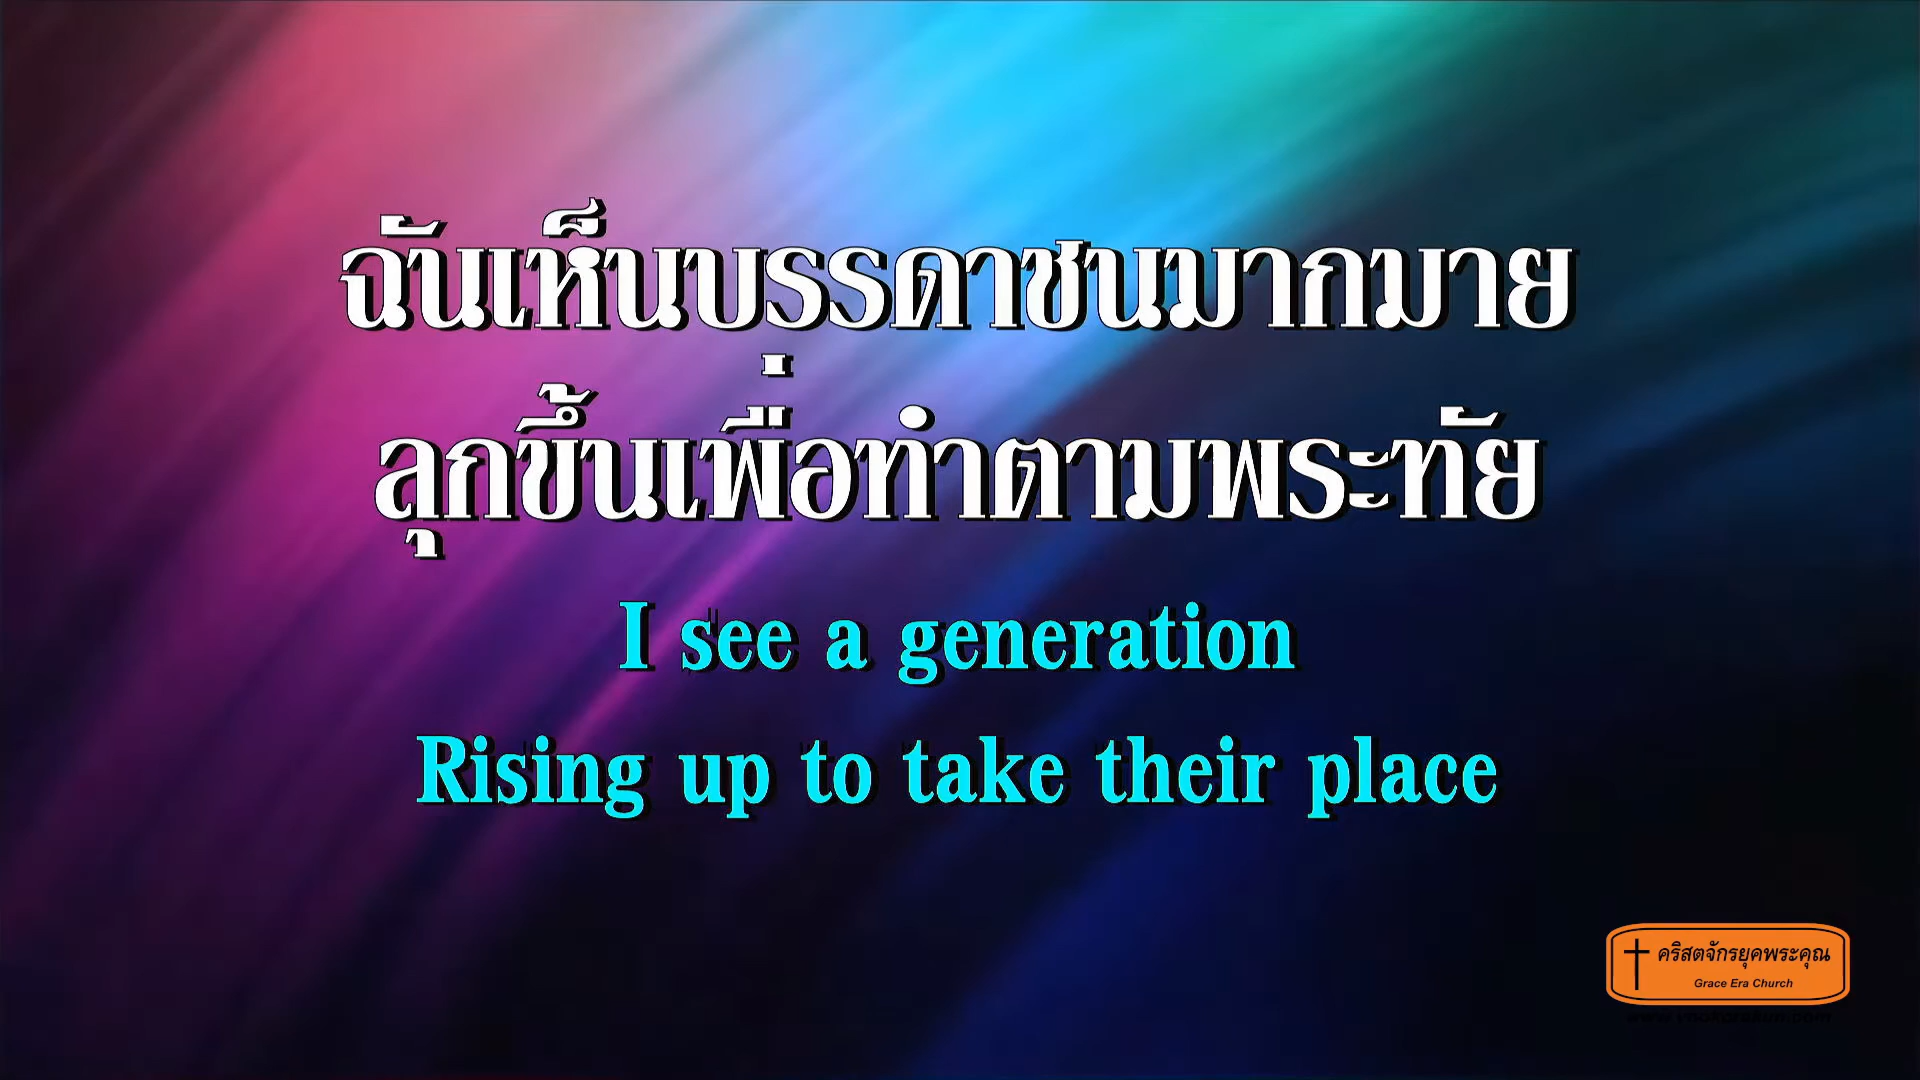 ฉันเห็นบรรดาชนมากมาย
ลุกขึ้นเพื่อทำตามพระทัย
I see a generation
Rising up to take their place
คริสตจักรยุคพระคุณ
Grace Era Church